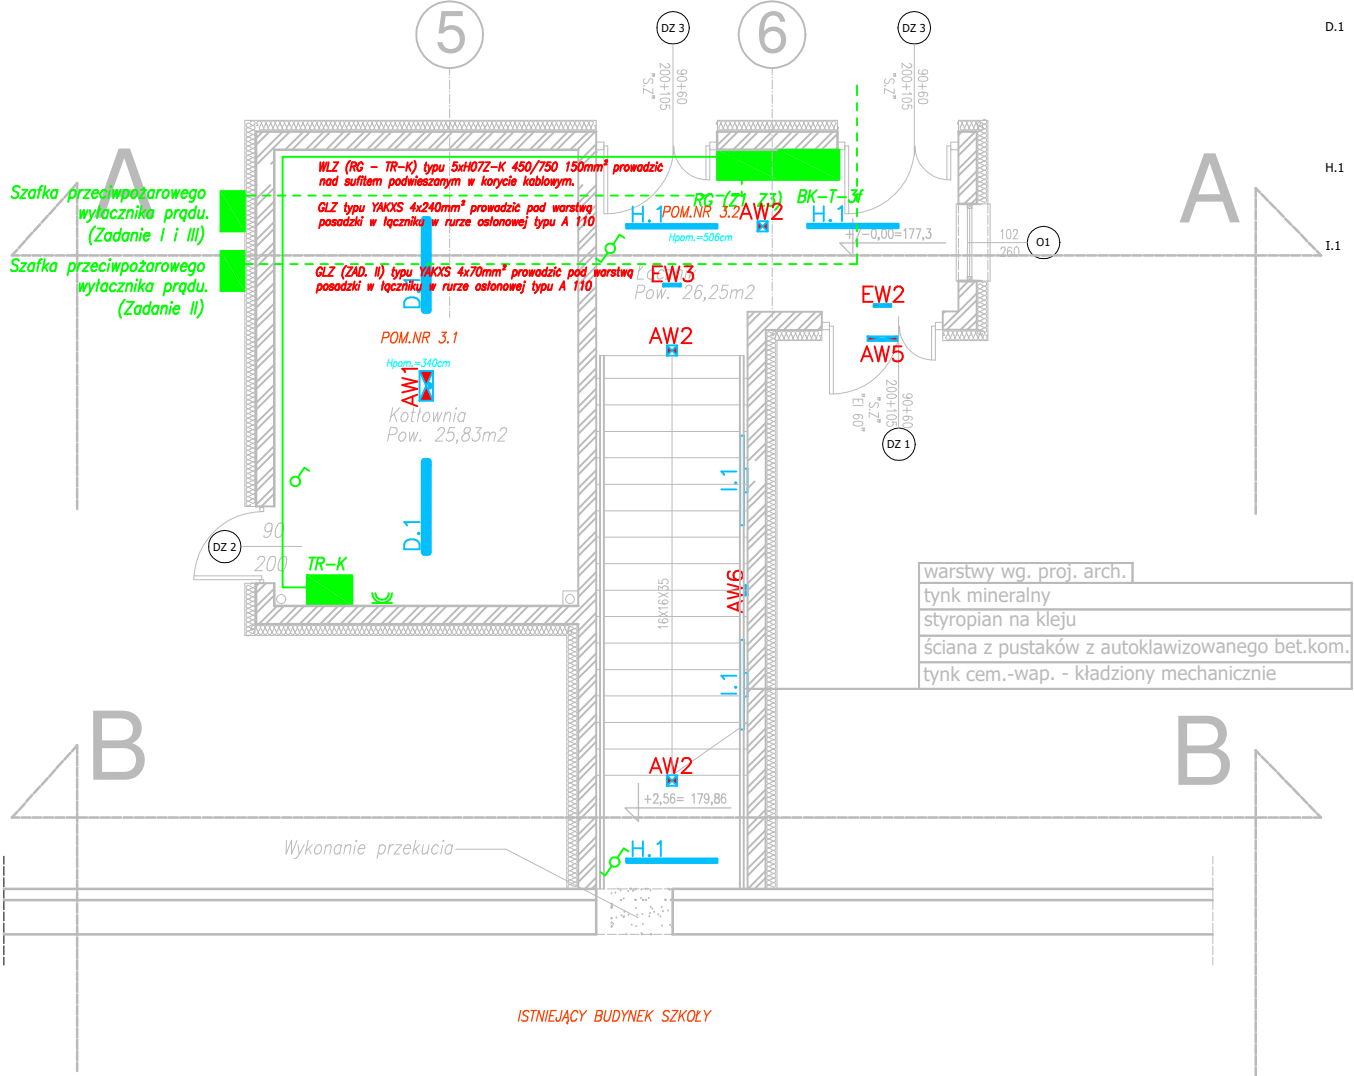 5
6
DZ 3
DZ 3
D.1
H.1
I.1
90+60
200+105
"S.Z"
90+60
200+105
"S.Z"
A
A
Szafka przeciwpożarowego
wyłacznika prądu.
(Zadanie I i III)
Szafka przeciwpożarowego
wyłacznika prądu.
(Zadanie II)
WLZ (RG - TR-K) typu 5xH07Z-K 450/750 150mm² prowadzić
nad sufitem podwieszanym w korycie kablowym.
GLZ typu YAKXS 4x240mm² prowadzić pod warstwą
posadzki w łączniku w rurze osłonowej typu A 110
GLZ (ZAD. II) typu YAKXS 4x70mm² prowadzić pod warstwą
posadzki w łączniku w rurze osłonowej typu A 110
RG (Z1, Z3)
BK-T-3f
H.1
POM.NR 3.2
AW2
H.1
Hpom.=506cm
+/-0,00=177,3
102
260
O1
EW3
Pow. 26,25m2
EW2
D.1
POM.NR 3.1
Hpom.=340cm
AW1
Kotłownia
Pow. 25,83m2
AW2
AW5
90+60
200+105
"S.Z"
"EI 60"
DZ 1
I.1
D.1
90
200
DZ 2
TR-K
16X16X35
AW6
I.1
warstwy wg. proj. arch.
tynk mineralny
styropian na kleju
ściana z pustaków z autoklawizowanego bet.kom.
tynk cem.-wap. - kładziony mechanicznie
B
B
AW2
+2,56= 179,86
Wykonanie przekucia
H.1
ISTNIEJĄCY BUDYNEK SZKOŁY